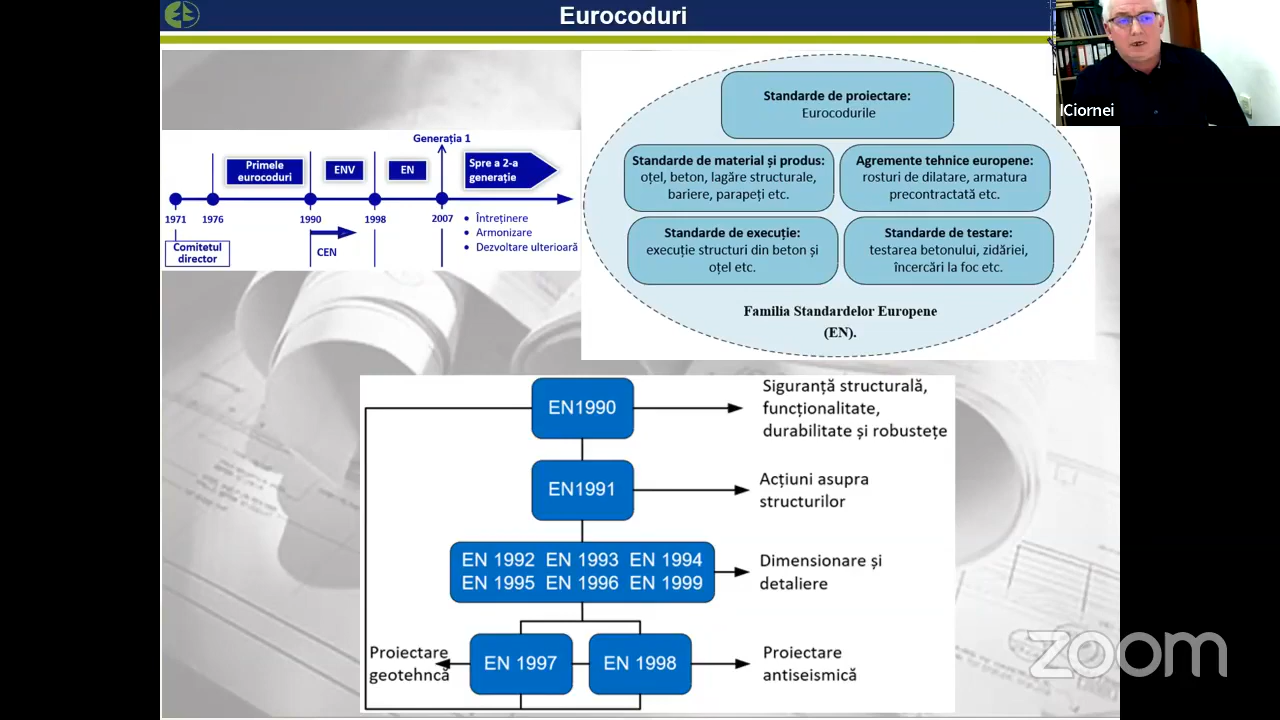 Eurocoduri
ICiornei
Generația 1
Primele
eurocoduri
ENV
EN
Spre a 2-a
generație
1971
1976
1990
1998
2007
Comitetul
director
CEN
Întreținere
Armonizare
Dezvoltare ulterioară
Standarde de proiectare:
Eurocodurile
Standarde de material și produs:
oțel, beton, lagăre structurale,
bariere, parapeți etc.
Agremente tehnice europene:
rosturi de dilatare, armatura
precontractată etc.
Standarde de execuție:
execuție structuri din beton și
oțel etc.
Standarde de testare:
testarea betonului, zidăriei,
încercări la foc etc.
Familia Standardelor Europene
(EN).
EN1990
Siguranță structurală,
funcționalitate,
durabilitate și robustețe
EN1991
Acțiuni asupra
structurilor
EN 1992 EN 1993 EN 1994
EN 1995 EN 1996 EN 1999
Dimensionare și
detaliere
Proiectare
geotehncă
EN 1997
EN 1998
Proiectare
antiseismică
zoom